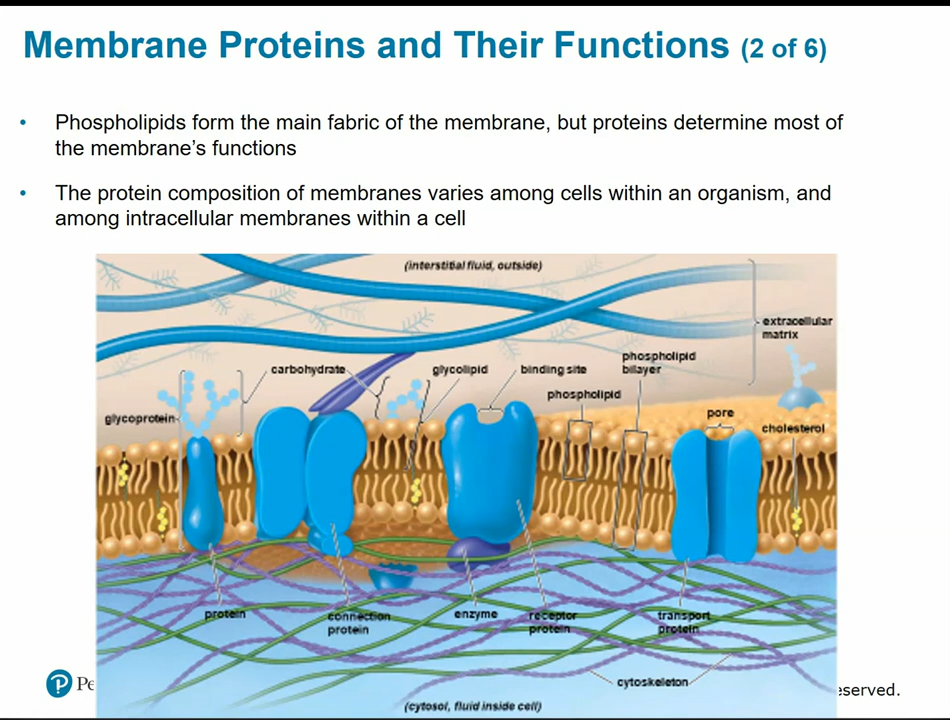 Membrane Proteins and Their Functions (2 of 6)
• Phospholipids form the main fabric of the membrane, but proteins determine most of
the membrane's functions
• The protein composition of membranes varies among cells within an organism, and
among intracellular membranes within a cell
(interstitial fluid, outside)
extracellular
matrix
phospholipid
bilayer
carbohydrate
glycolipid
binding site
phospholipid
glycoprotein
pore
cholesterol
protein
connection
protein
enzyme
receptor
protein
transport
protein
cytoskeleton
P Pe
eserved.
(cytosol, fluid inside cell)